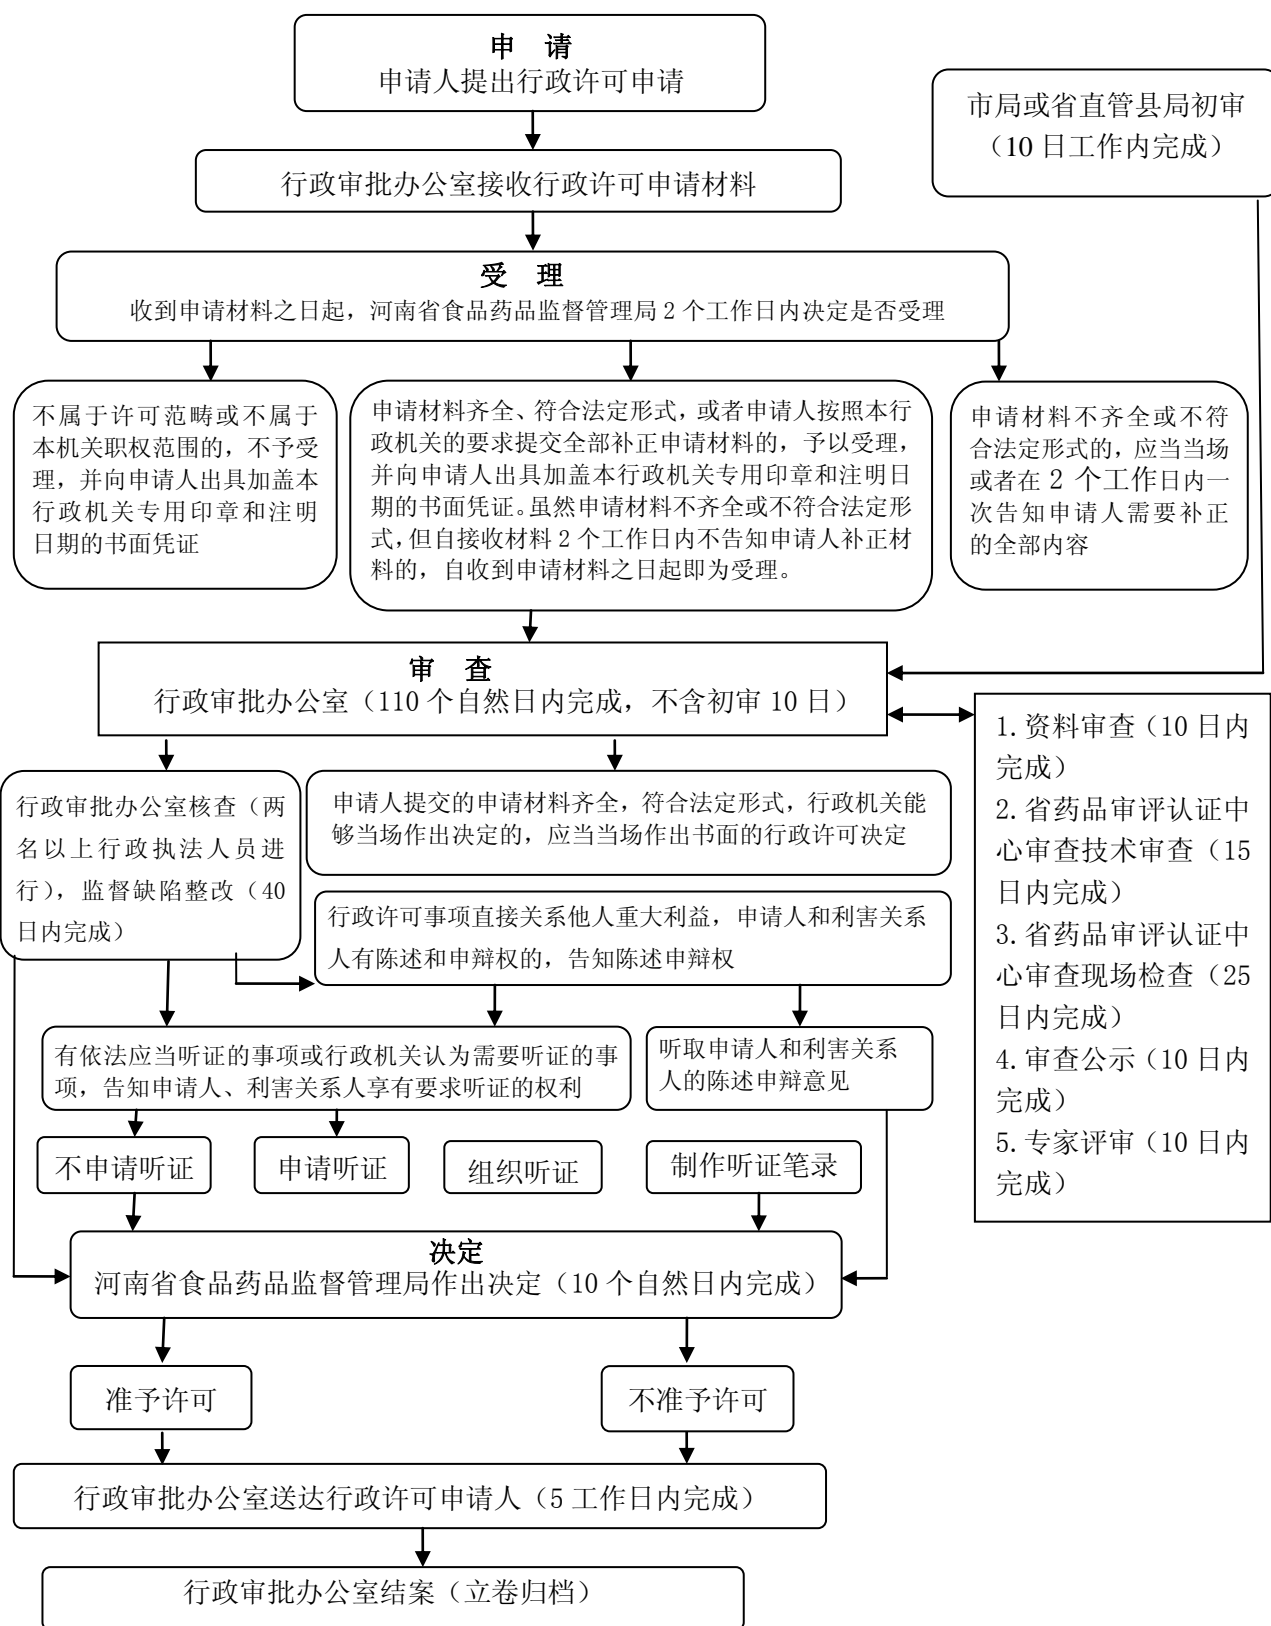 申 请
申请人提出行政许可申请
市局或省直管县局初审
（10 日工作内完成）
行政审批办公室接收行政许可申请材料
受 理
收到申请材料之日起，河南省食品药品监督管理局 2 个工作日内决定是否受理
不属于许可范畴或不属于
本机关职权范围的，不予受
理，并向申请人出具加盖本
行政机关专用印章和注明
日期的书面凭证
申请材料齐全、符合法定形式，或者申请人按照本行
政机关的要求提交全部补正申请材料的，予以受理，
并向申请人出具加盖本行政机关专用印章和注明日
期的书面凭证。虽然申请材料不齐全或不符合法定形
式，但自接收材料 2 个工作日内不告知申请人补正材
料的，自收到申请材料之日起即为受理。
申请材料不齐全或不符
合法定形式的，应当当场
或者在 2 个工作日内一
次告知申请人需要补正
的全部内容
审 查
行政审批办公室（110 个自然日内完成，不含初审 10 日）
1.资料审查（10 日内
完成）
2.省药品审评认证中
心审查技术审查（15
日内完成）
3.省药品审评认证中
心审查现场检查（25
日内完成）
4.审查公示（10 日内
完成）
5.专家评审（10 日内
完成）
行政审批办公室核查（两
名以上行政执法人员进
行），监督缺陷整改（40
日内完成）
申请人提交的申请材料齐全，符合法定形式，行政机关能
够当场作出决定的，应当当场作出书面的行政许可决定
行政许可事项直接关系他人重大利益，申请人和利害关系
人有陈述和申辩权的，告知陈述申辩权
有依法应当听证的事项或行政机关认为需要听证的事
项，告知申请人、利害关系人享有要求听证的权利
听取申请人和利害关系
人的陈述申辩意见
不申请听证
申请听证
组织听证
制作听证笔录
决定
河南省食品药品监督管理局作出决定（10 个自然日内完成）
准予许可
不准予许可
行政审批办公室送达行政许可申请人（5 工作日内完成）
行政审批办公室结案（立卷归档）